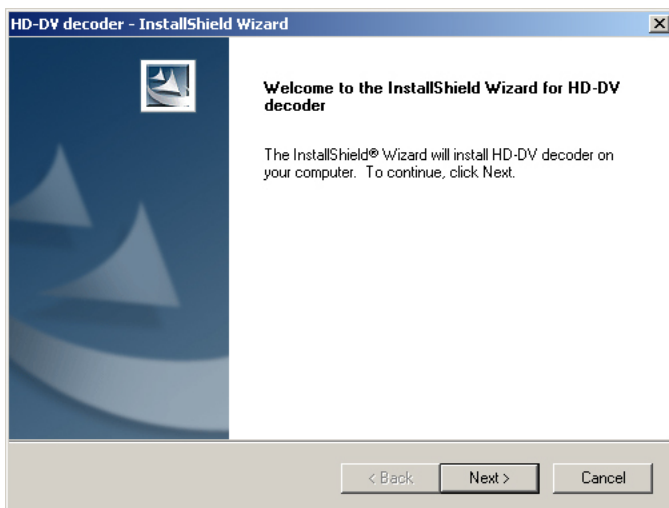 HD-DV decoder - InstallShield Wizard
Welcome to the InstallShield Wizard for HD-DV
decoder
The InstallShield® Wizard will install HD-DV decoder on
your computer. To continue, click Next.
< Back Next > Cancel